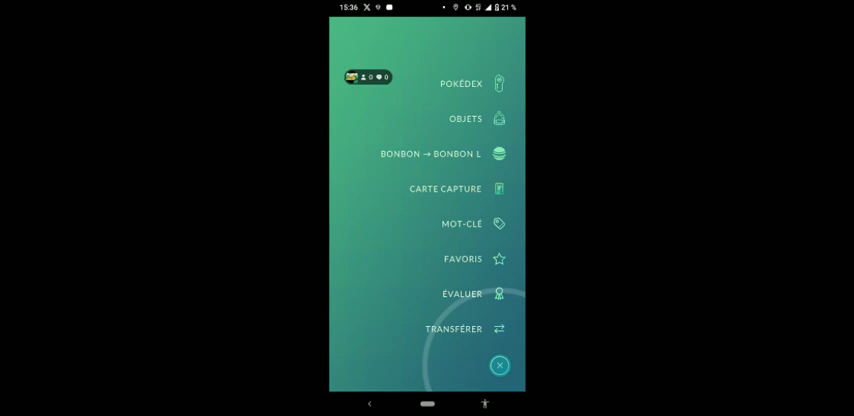 15:36 21 %
0 0
POKÉDEX
OBJETS
BONBON → BONBON L
CARTE CAPTURE
MOT-CLÉ
FAVORIS
ÉVALUER
TRANSFÉRER